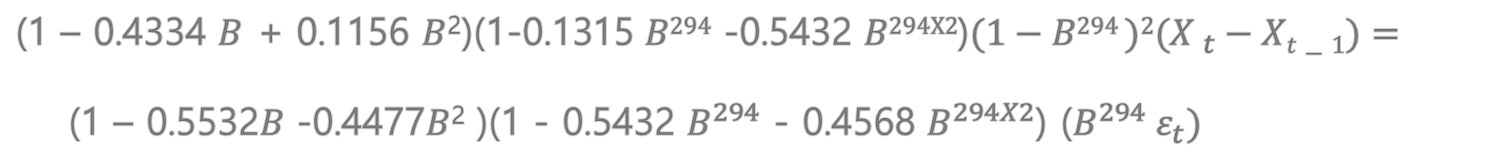 (1 – 0.4334 B + 0.1156 B²)(1-0.1315 B²⁹⁴ -0.5432 B²⁹⁴ˣ²)(1 – B²⁹⁴)²(X t – X t _ 1) =
(1 – 0.5532B -0.4477B² )(1 - 0.5432 B²⁹⁴ - 0.4568 B²⁹⁴ˣ²) (B²⁹⁴ εt)